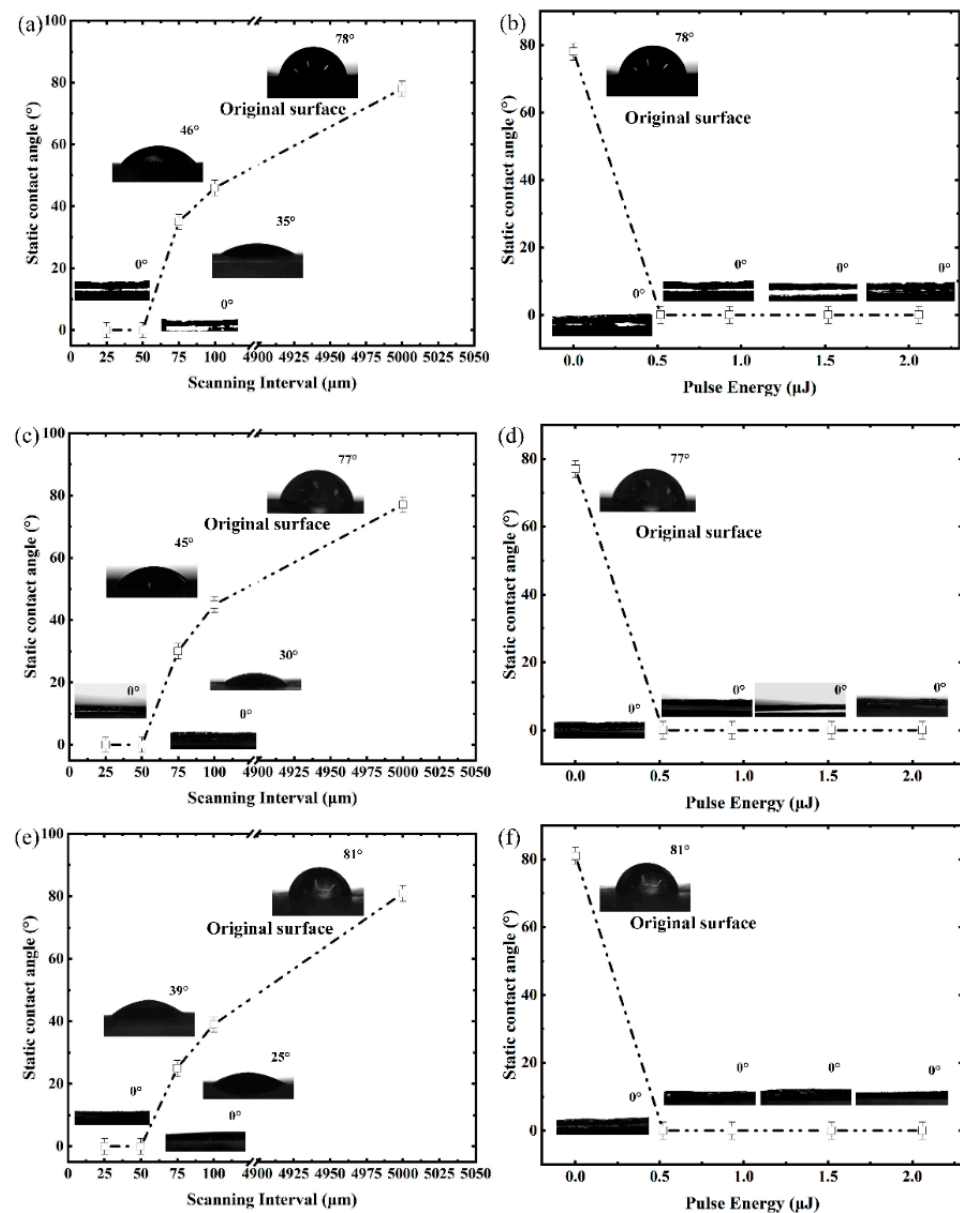 (a)
100
80
60
40
20
0
Static contact angle (°)
78°
Original surface
46°
35°
0°
0°
0 25 50 75 100 4900 4925 4950 4975 5000 5025 5050
Scanning Interval (μm)
(b)
80
60
40
20
0
Static contact angle (°)
78°
Original surface
0°
0°
0°
0°
0.0 0.5 1.0 1.5 2.0
Pulse Energy (μJ)
(c)
100
80
60
40
20
0
Static contact angle (°)
77°
Original surface
45°
30°
0°
0°
0 25 50 75 100 4900 4925 4950 4975 5000 5025 5050
Scanning Interval (μm)
(d)
80
60
40
20
0
Static contact angle (°)
77°
Original surface
0°
0°
0°
0°
0.0 0.5 1.0 1.5 2.0
Pulse Energy (μJ)
(e)
100
80
60
40
20
0
Static contact angle (°)
81°
Original surface
39°
25°
0°
0°
0 25 50 75 100 4900 4925 4950 4975 5000 5025 5050
Scanning Interval (μm)
(f)
80
60
40
20
0
Static contact angle (°)
81°
Original surface
0°
0°
0°
0°
0.0 0.5 1.0 1.5 2.0
Pulse Energy (μJ)